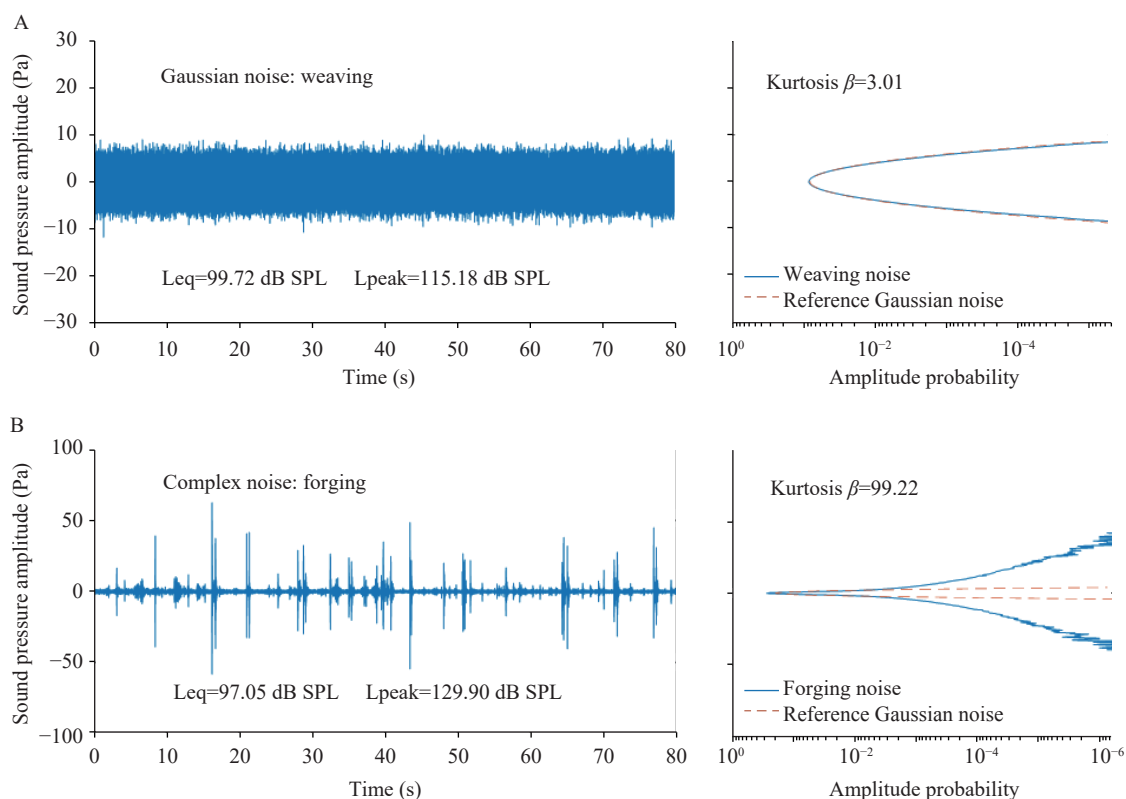 A
Sound pressure amplitude (Pa)
30
20
10
0
−10
−20
−30
Gaussian noise: weaving
Leq=99.72 dB SPL Lpeak=115.18 dB SPL
0 10 20 30 40 50 60 70 80
Time (s)
Kurtosis β=3.01
Weaving noise
Reference Gaussian noise
10⁰ 10⁻² 10⁻⁴
Amplitude probability
B
Sound pressure amplitude (Pa)
100
50
0
−50
−100
Complex noise: forging
Leq=97.05 dB SPL Lpeak=129.90 dB SPL
0 10 20 30 40 50 60 70 80
Time (s)
Kurtosis β=99.22
Forging noise
Reference Gaussian noise
10⁰ 10⁻² 10⁻⁴ 10⁻⁶
Amplitude probability